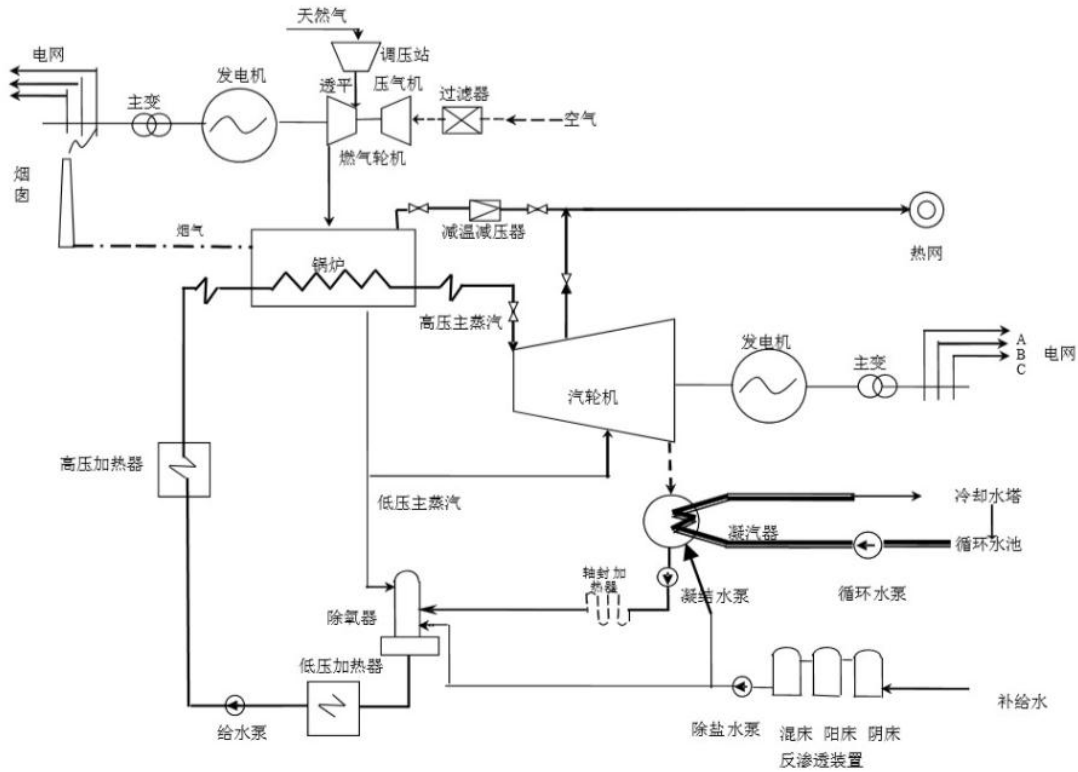 天然气
电网
调压站
发电机
透平
压气机
主变
过滤器
空气
燃气轮机
烟囱
烟气
减温减压器
热网
锅炉
高压主蒸汽
发电机
A
B
C
电网
主变
汽轮机
高压加热器
低压主蒸汽
冷却水塔
凝汽器
循环水池
轴封加
热器
凝结水泵
循环水泵
除氧器
低压加热器
补给水
给水泵
除盐水泵
混床 阳床 阴床
反渗透装置